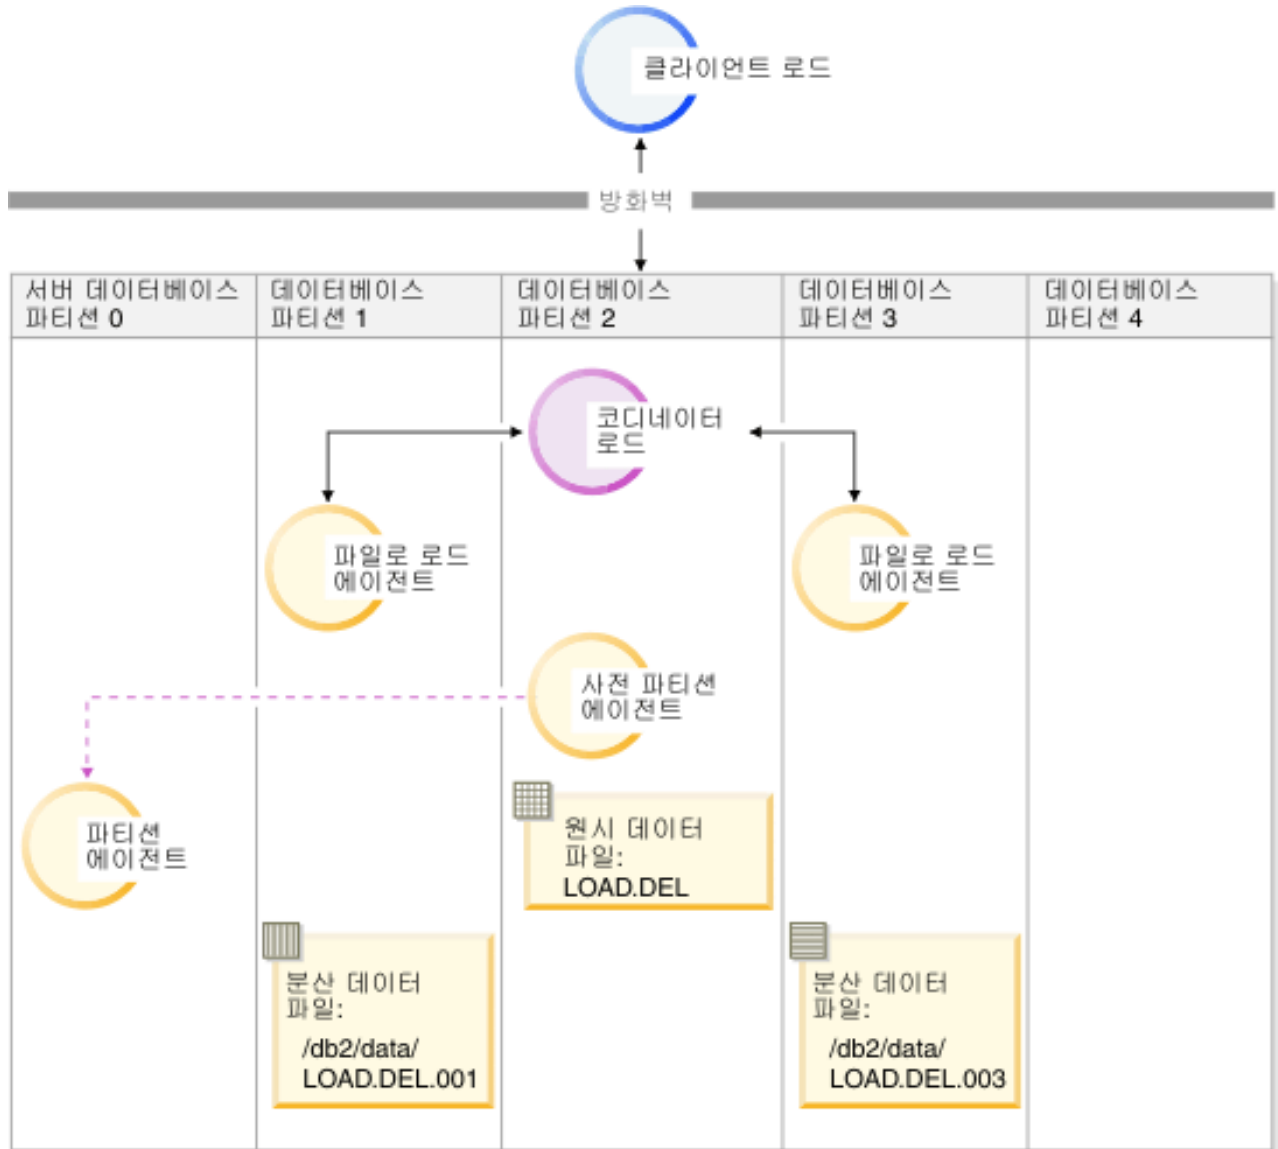 클라이언트 로드
방화벽
서버 데이터베이스
파티션 0
데이터베이스
파티션 1
데이터베이스
파티션 2
데이터베이스
파티션 3
데이터베이스
파티션 4
코디네이터
로드
파일로 로드
에이전트
파일로 로드
에이전트
사전 파티션
에이전트
파티션
에이전트
원시 데이터
파일:
LOAD.DEL
분산 데이터
파일:
/db2/data/
LOAD.DEL.001
분산 데이터
파일:
/db2/data/
LOAD.DEL.003